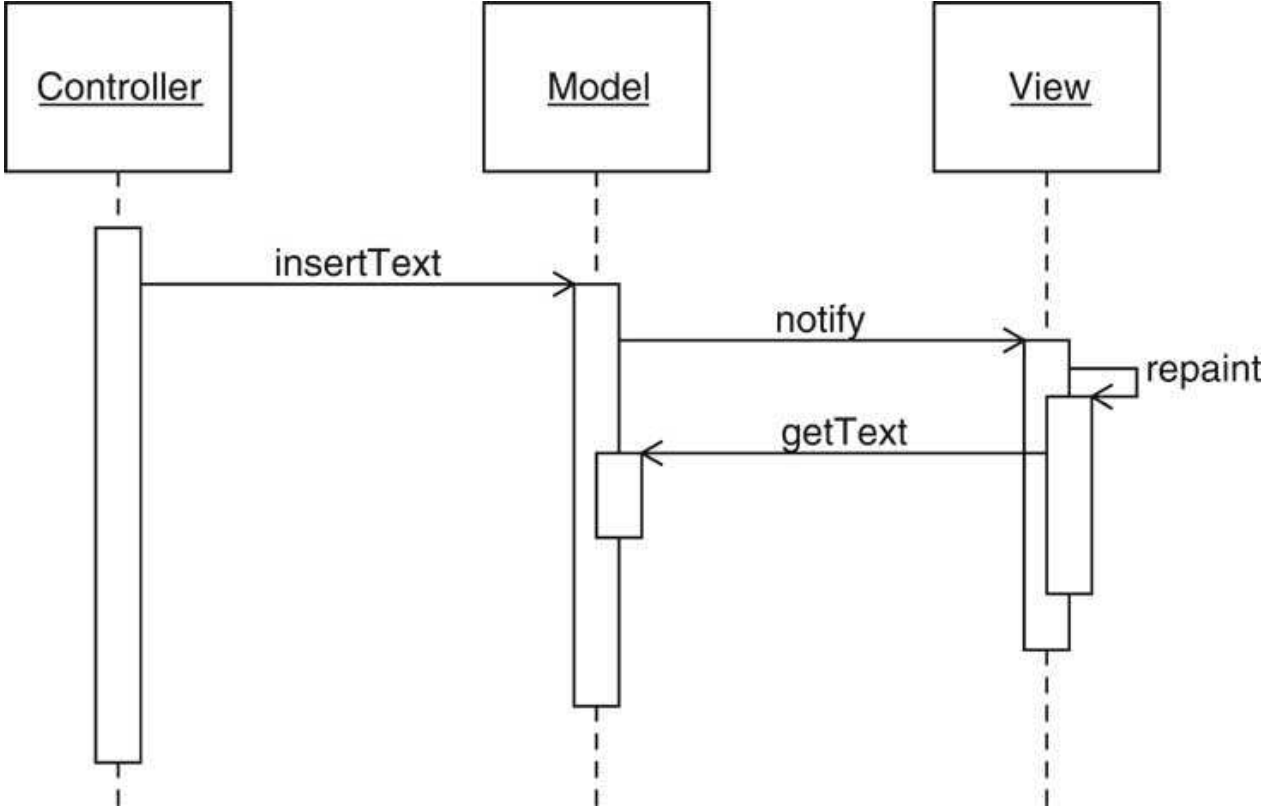 Controller
Model
View
insertText
notify
repaint
getText